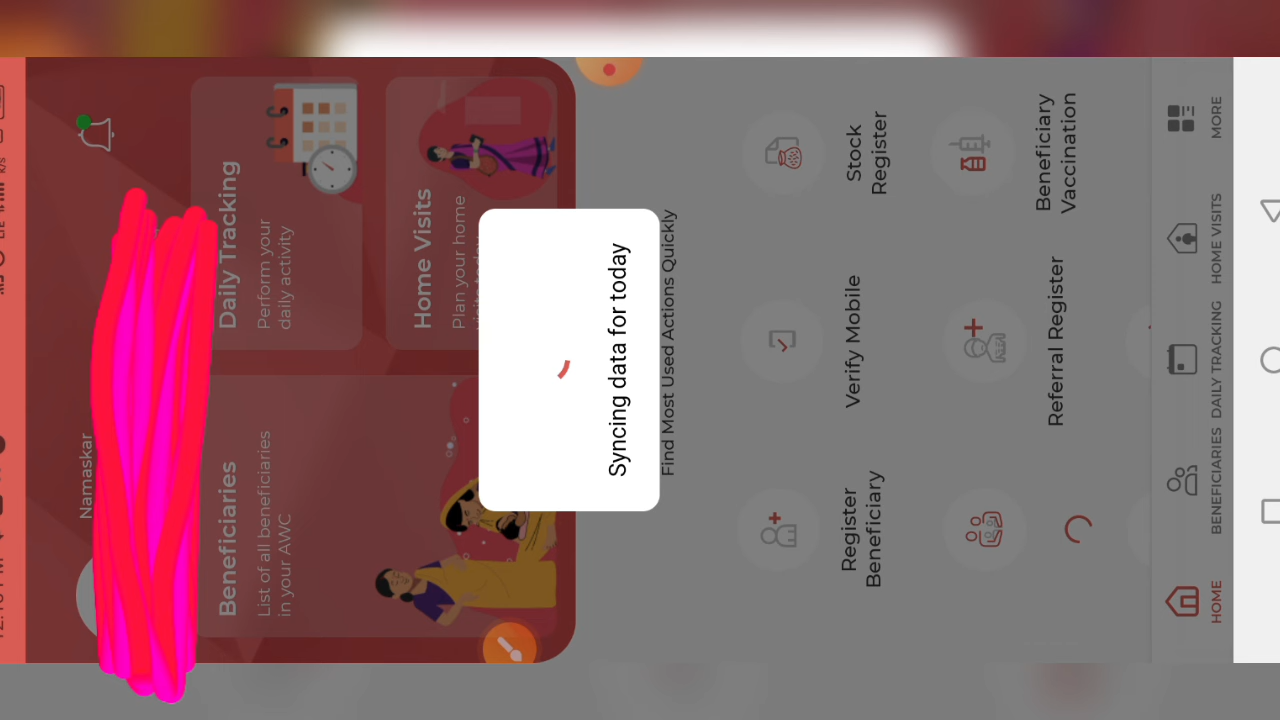 Namaskar
Beneficiaries
List of all beneficiaries
in your AWC
Daily Tracking
Perform your
daily activity
Home Visits
Plan your home
Syncing data for today
Find Most Used Actions Quickly
Register
Beneficiary
Verify Mobile
Stock
Register
Referral Register
Beneficiary
Vaccination
HOME
BENEFICIARIES
DAILY TRACKING
HOME VISITS
MORE